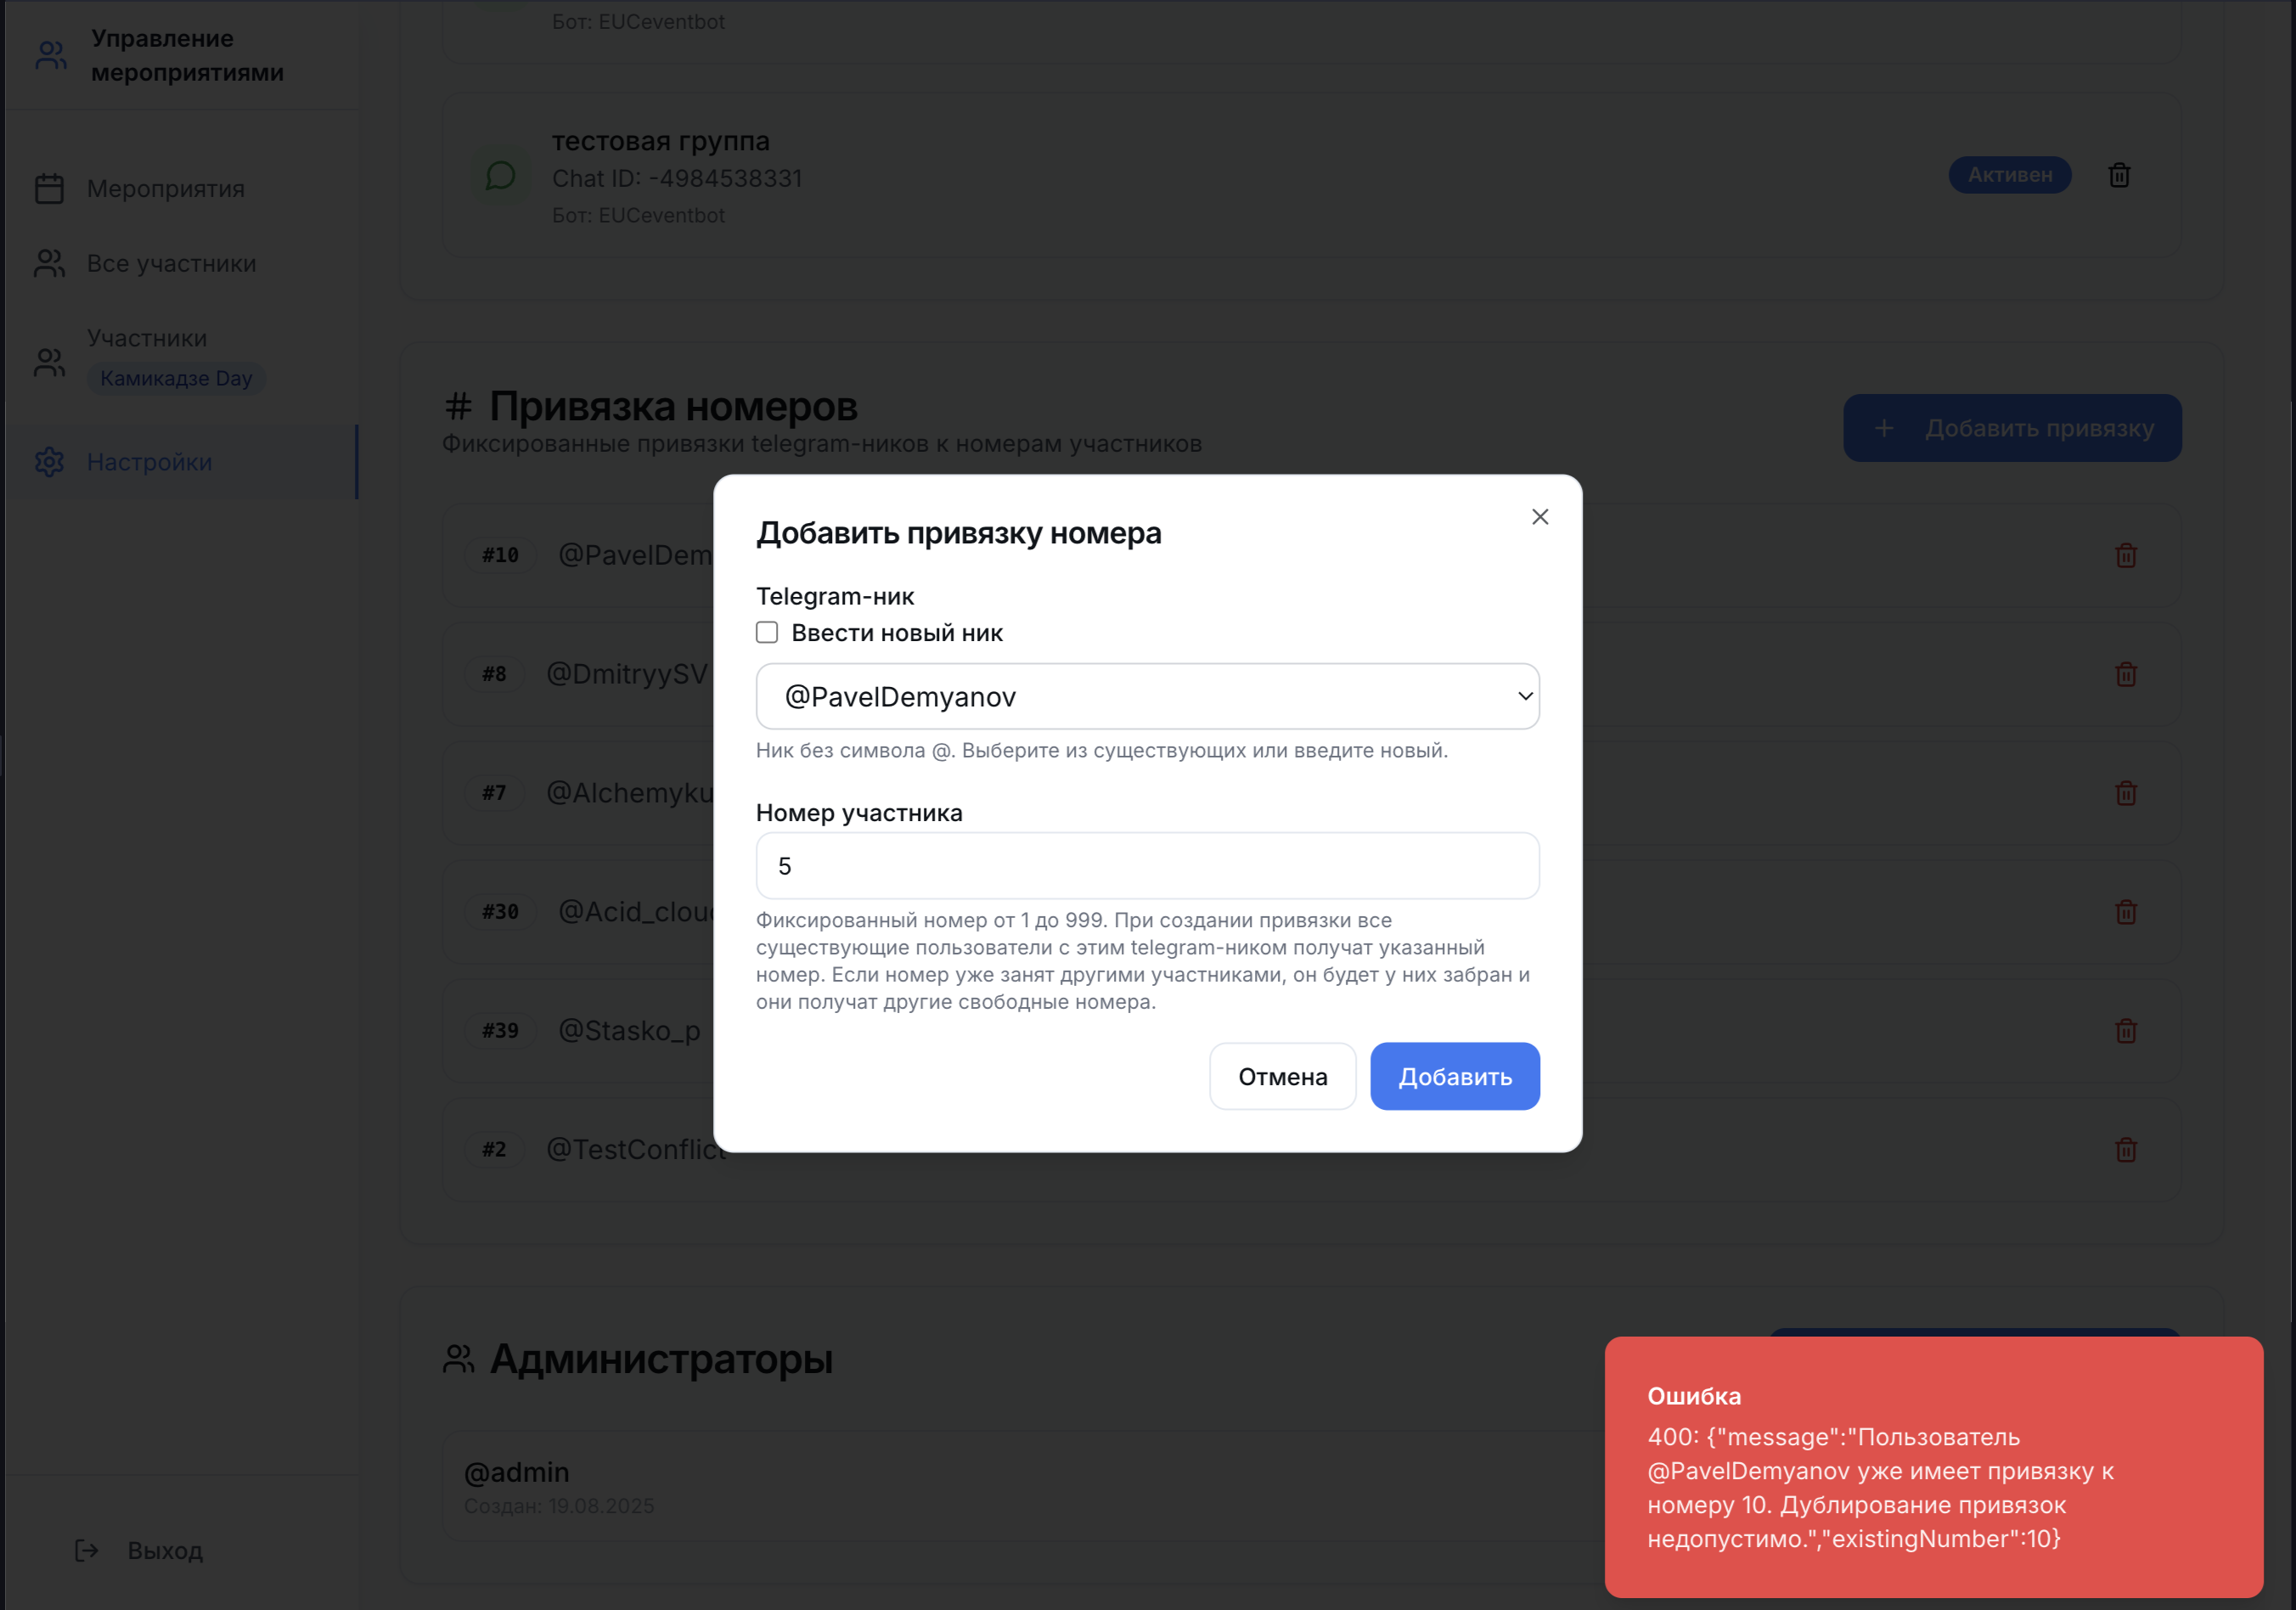 Управление
мероприятиями
Мероприятия
Все участники
Участники
Камикадзе Day
Настройки
Выход
Бот: EUCeventbot
тестовая группа
Chat ID: -4984538331
Бот: EUCeventbot
Активен
Привязка номеров
Фиксированные привязки telegram-ников к номерам участников
+ Добавить привязку
#10 @PavelDem
#8 @DmitryySV
#7 @Alchemyku
#30 @Acid_clou
#39 @Stasko_p
#2 @TestConflict
Добавить привязку номера
Telegram-ник
Ввести новый ник
@PavelDemyanov
Ник без символа @. Выберите из существующих или введите новый.
Номер участника
5
Фиксированный номер от 1 до 999. При создании привязки все
существующие пользователи с этим telegram-ником получат указанный
номер. Если номер уже занят другими участниками, он будет у них забран и
они получат другие свободные номера.
Отмена
Добавить
Администраторы
@admin
Создан: 19.08.2025
Ошибка
400: {"message":"Пользователь
@PavelDemyanov уже имеет привязку к
номеру 10. Дублирование привязок
недопустимо.","existingNumber":10}